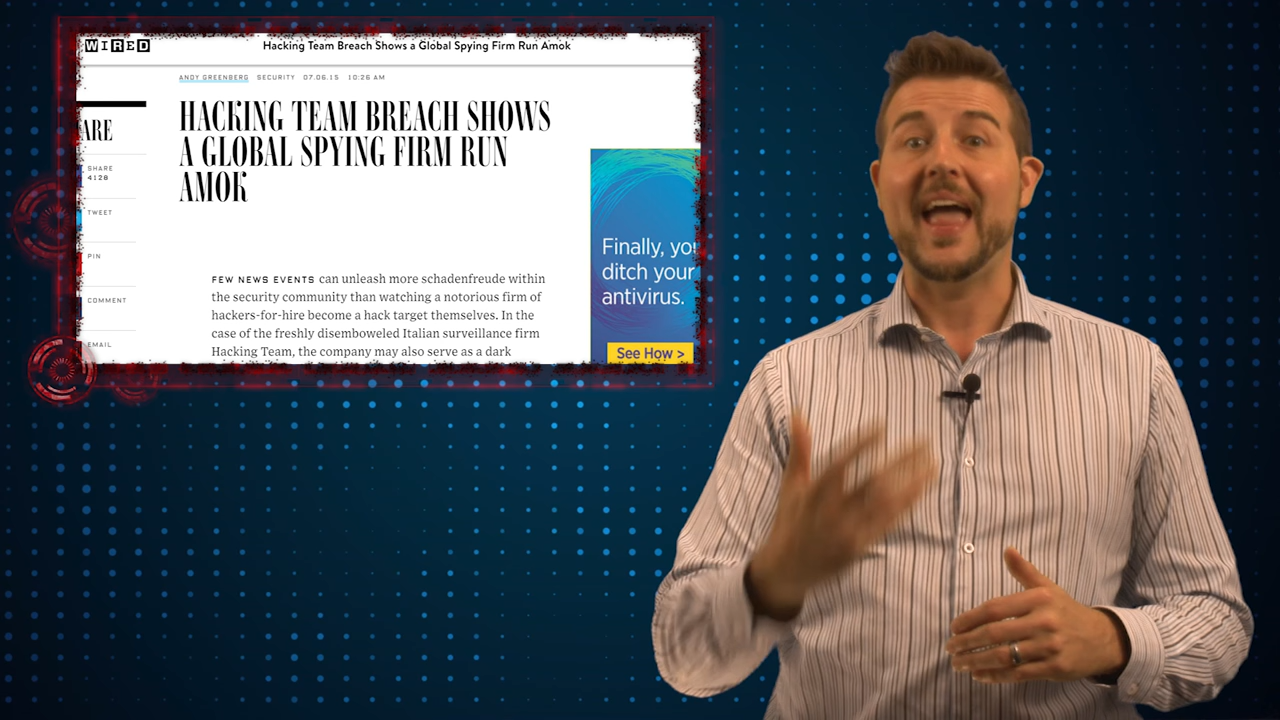 WIRED
Hacking Team Breach Shows a Global Spying Firm Run Amok
ANDY GREENBERG SECURITY 07.06.15 10:26 AM
HACKING TEAM BREACH SHOWS
A GLOBAL SPYING FIRM RUN
AMOK
ARE
SHARE
4128
TWEET
PIN
COMMENT
EMAIL
FEW NEWS EVENTS can unleash more schadenfreude within
the security community than watching a notorious firm of
hackers-for-hire become a hack target themselves. In the
case of the freshly disemboweled Italian surveillance firm
Hacking Team, the company may also serve as a dark
Finally, yo
ditch your
antivirus.
See How >